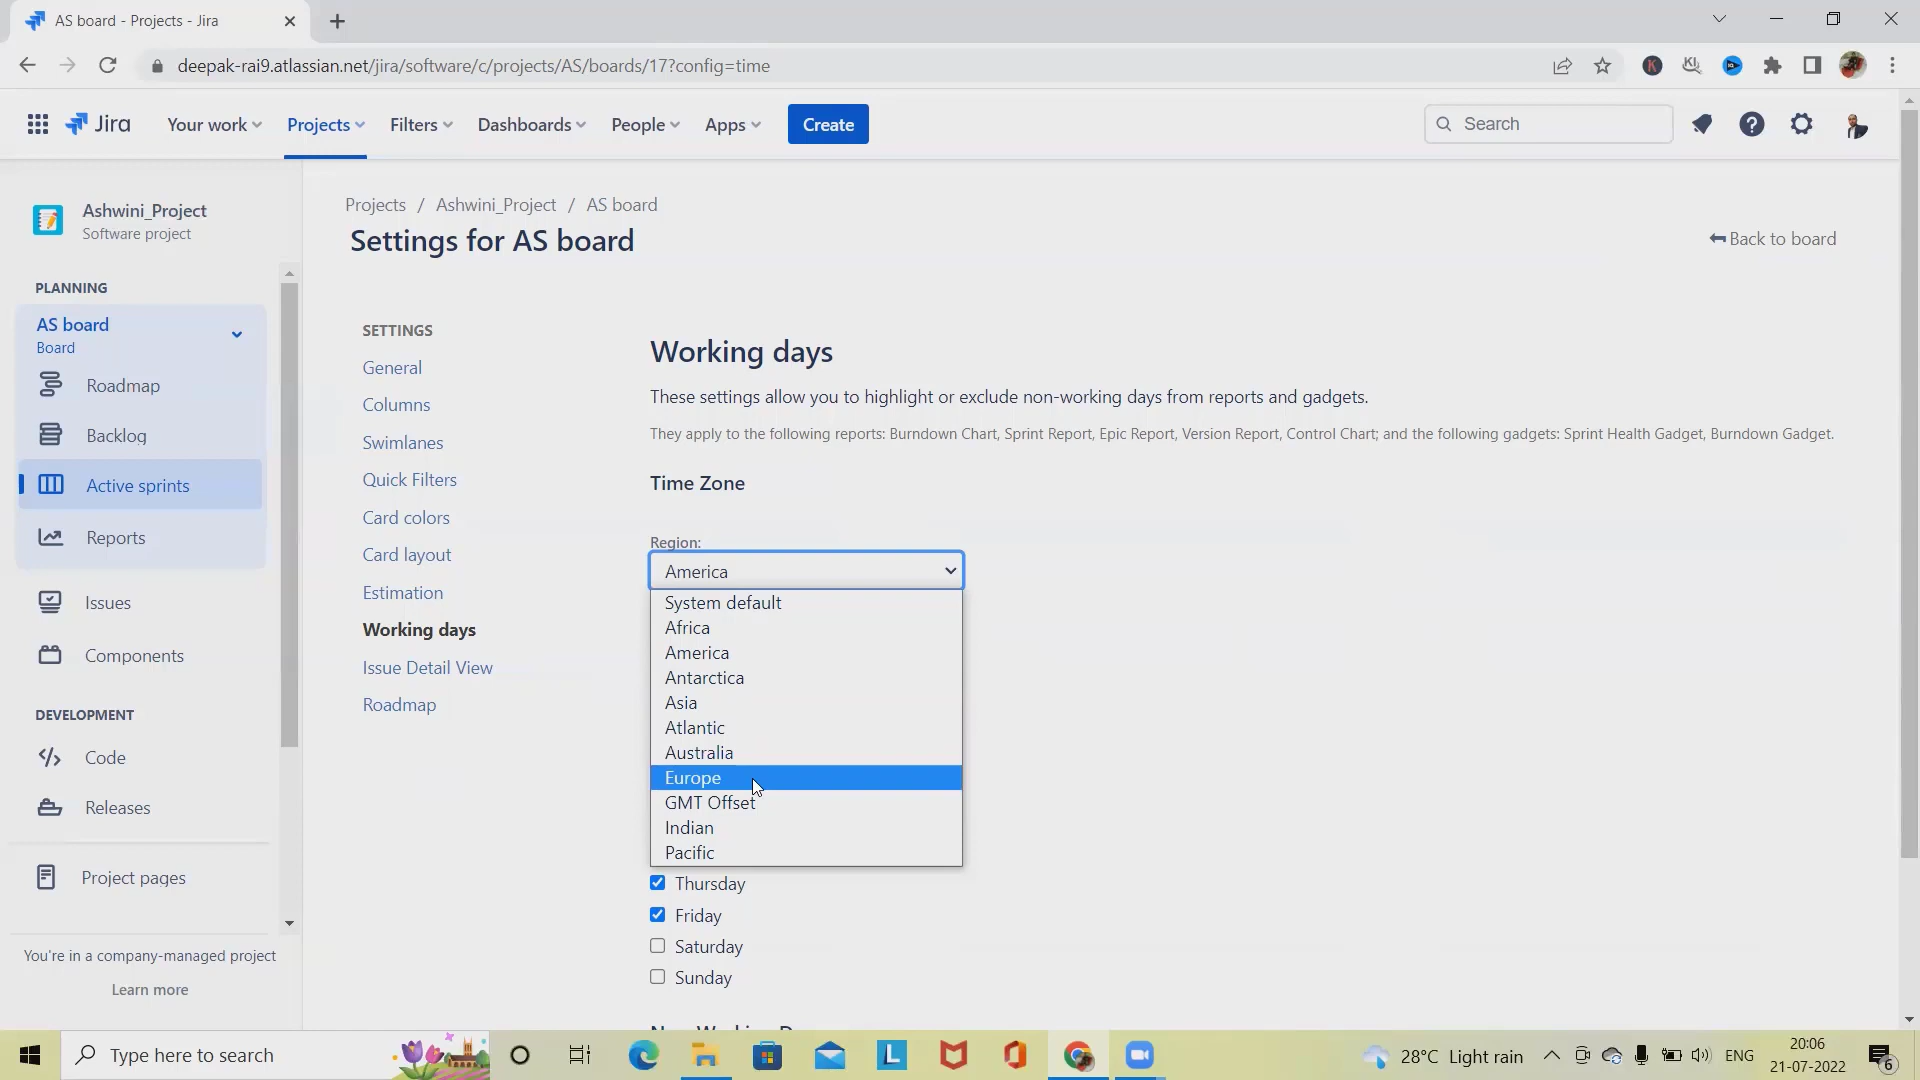 AS board - Projects - Jira
deepak-rai9.atlassian.net/jira/software/c/projects/AS/boards/17?config=time
Jira
Your work
Projects
Filters
Dashboards
People
Apps
Create
Search
Ashwini_Project
Software project
PLANNING
AS board
Board
Roadmap
Backlog
Active sprints
Reports
Issues
Components
DEVELOPMENT
Code
Releases
Project pages
You're in a company-managed project
Learn more
Projects / Ashwini_Project / AS board
Settings for AS board
Back to board
SETTINGS
General
Columns
Swimlanes
Quick Filters
Card colors
Card layout
Estimation
Working days
Issue Detail View
Roadmap
Working days
These settings allow you to highlight or exclude non-working days from reports and gadgets.
They apply to the following reports: Burndown Chart, Sprint Report, Epic Report, Version Report, Control Chart; and the following gadgets: Sprint Health Gadget, Burndown Gadget.
Time Zone
Region:
America
System default
Africa
America
Antarctica
Asia
Atlantic
Australia
Europe
GMT Offset
Indian
Pacific
Thursday
Friday
Saturday
Sunday
Type here to search
28°C Light rain
ENG
20:06
21-07-2022
6